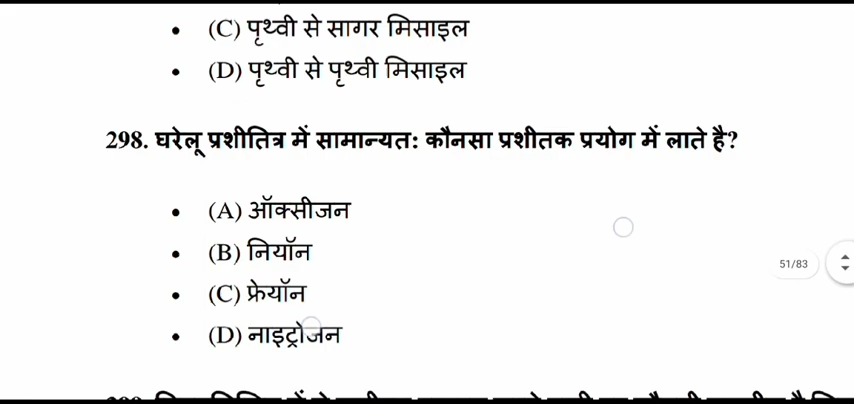 (C) पृथ्वी से सागर मिसाइल
(D) पृथ्वी से पृथ्वी मिसाइल
298. घरेलू प्रशीतित्र में सामान्यत: कौनसा प्रशीतक प्रयोग में लाते है?
(A) ऑक्सीजन
(B) नियॉन
51/83
(C) फ्रेयॉन
(D) नाइट्रोजन